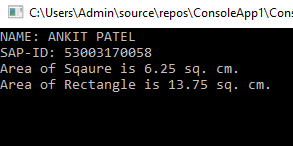 C:\Users\Admin\source\repos\ConsoleApp1\Cons
NAME: ANKIT PATEL
SAP-ID: 53003170058
Area of Sqaure is 6.25 sq. cm.
Area of Rectangle is 13.75 sq. cm.